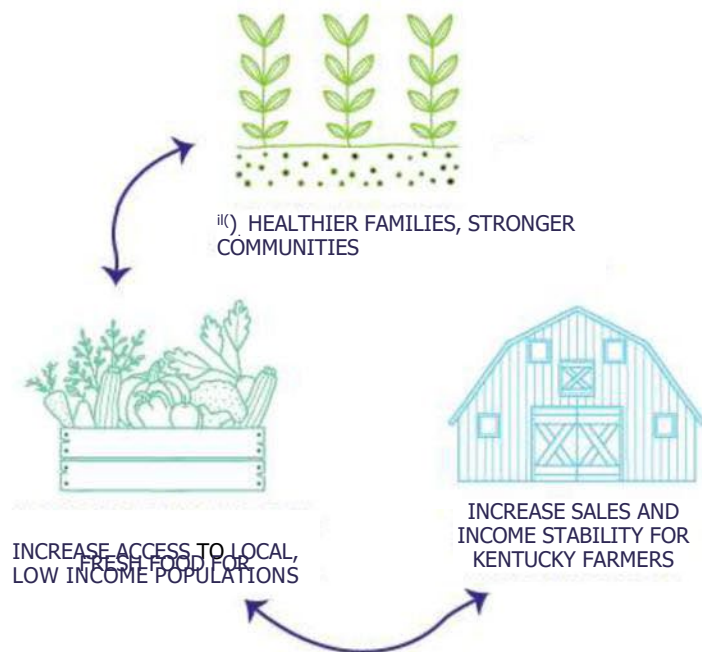 il(). HEALTHIER FAMILIES, STRONGER
COMMUNITIES
INCREASE ACCESS TO LOCAL,
FRESH FOOD FOR
LOW INCOME POPULATIONS
INCREASE SALES AND
INCOME STABILITY FOR
KENTUCKY FARMERS